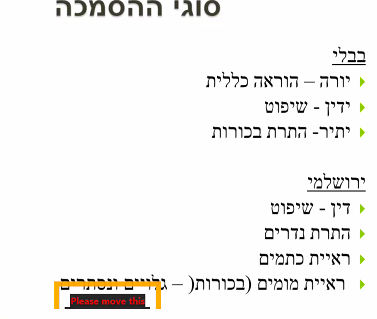 סוגי ההסמכה
בבלי
יורה – הוראה כללית
ידין - שיפוט
יתיר- התרת בכורות
ירושלמי
דין - שיפוט
התרת נדרים
ראיית כתמים
ראיית מומים (בכורות( – גלויים ונסתרים
Please move this